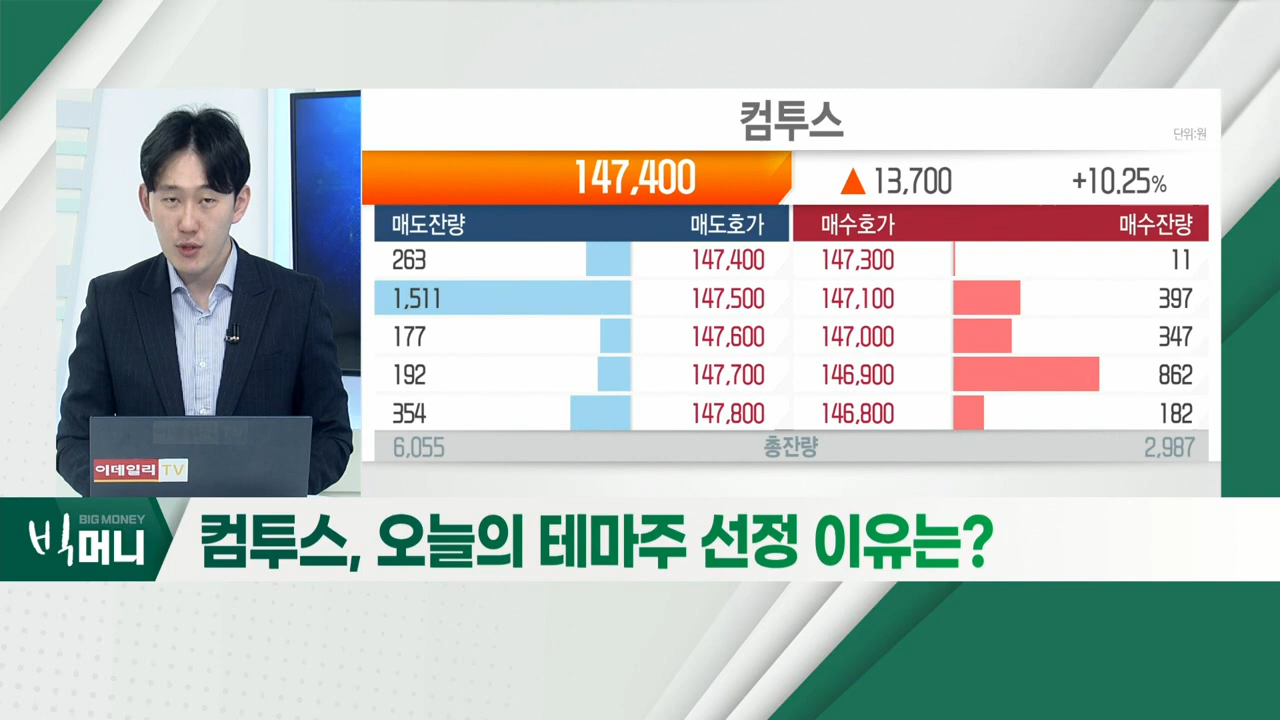 컴투스
단위:원
147,400 ▲ 13,700 +10.25%
매도잔량 매도호가 매수호가 매수잔량
263 147,400 147,300 11
1,511 147,500 147,100 397
177 147,600 147,000 347
192 147,700 146,900 862
354 147,800 146,800 182
6,055 총잔량 2,987
이데일리 TV
BIG MONEY
빅머니
컴투스, 오늘의 테마주 선정 이유는?